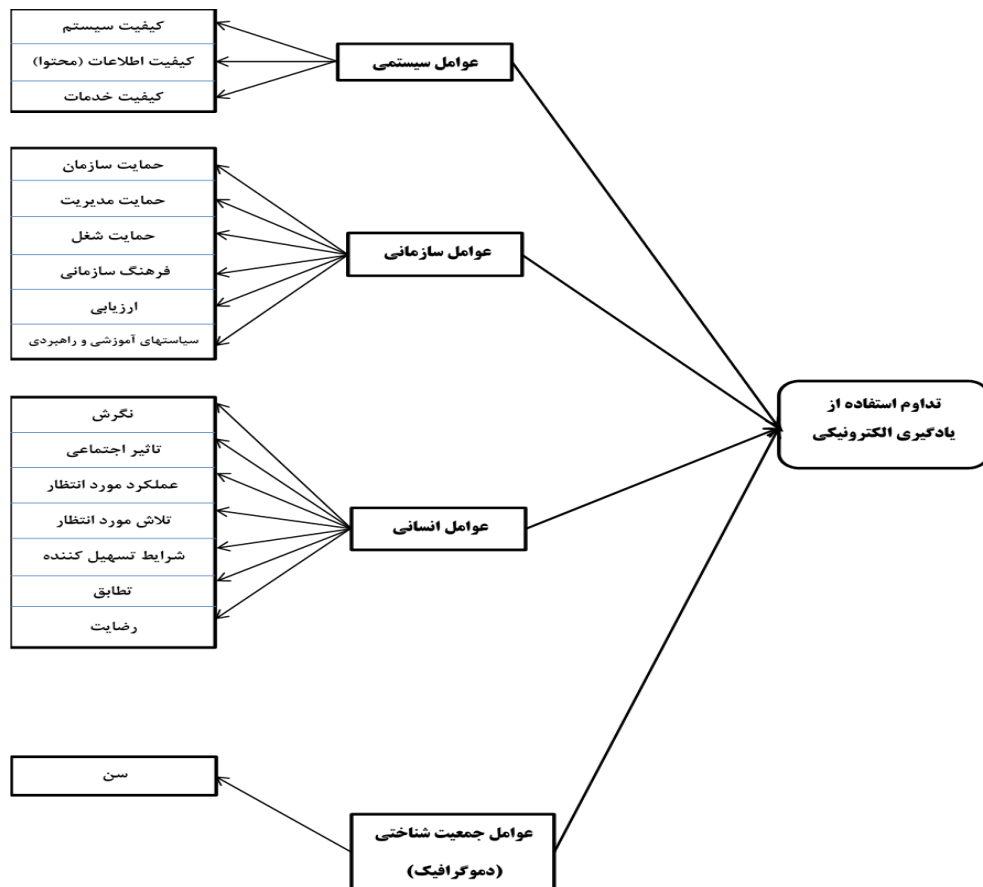 کیفیت سیستم
کیفیت اطلاعات (محتوا)
کیفیت خدمات
عوامل سیستمی
حمایت سازمان
حمایت مدیریت
حمایت شغل
فرهنگ سازمانی
ارزیابی
سیاستهای آموزشی و راهبردی
عوامل سازمانی
تداوم استفاده از
یادگیری الکترونیکی
نگرش
تاثیر اجتماعی
عملکرد مورد انتظار
تلاش مورد انتظار
شرایط تسهیل کننده
تطابق
رضایت
عوامل انسانی
سن
عوامل جمعیت شناختی
(دموگرافیک)